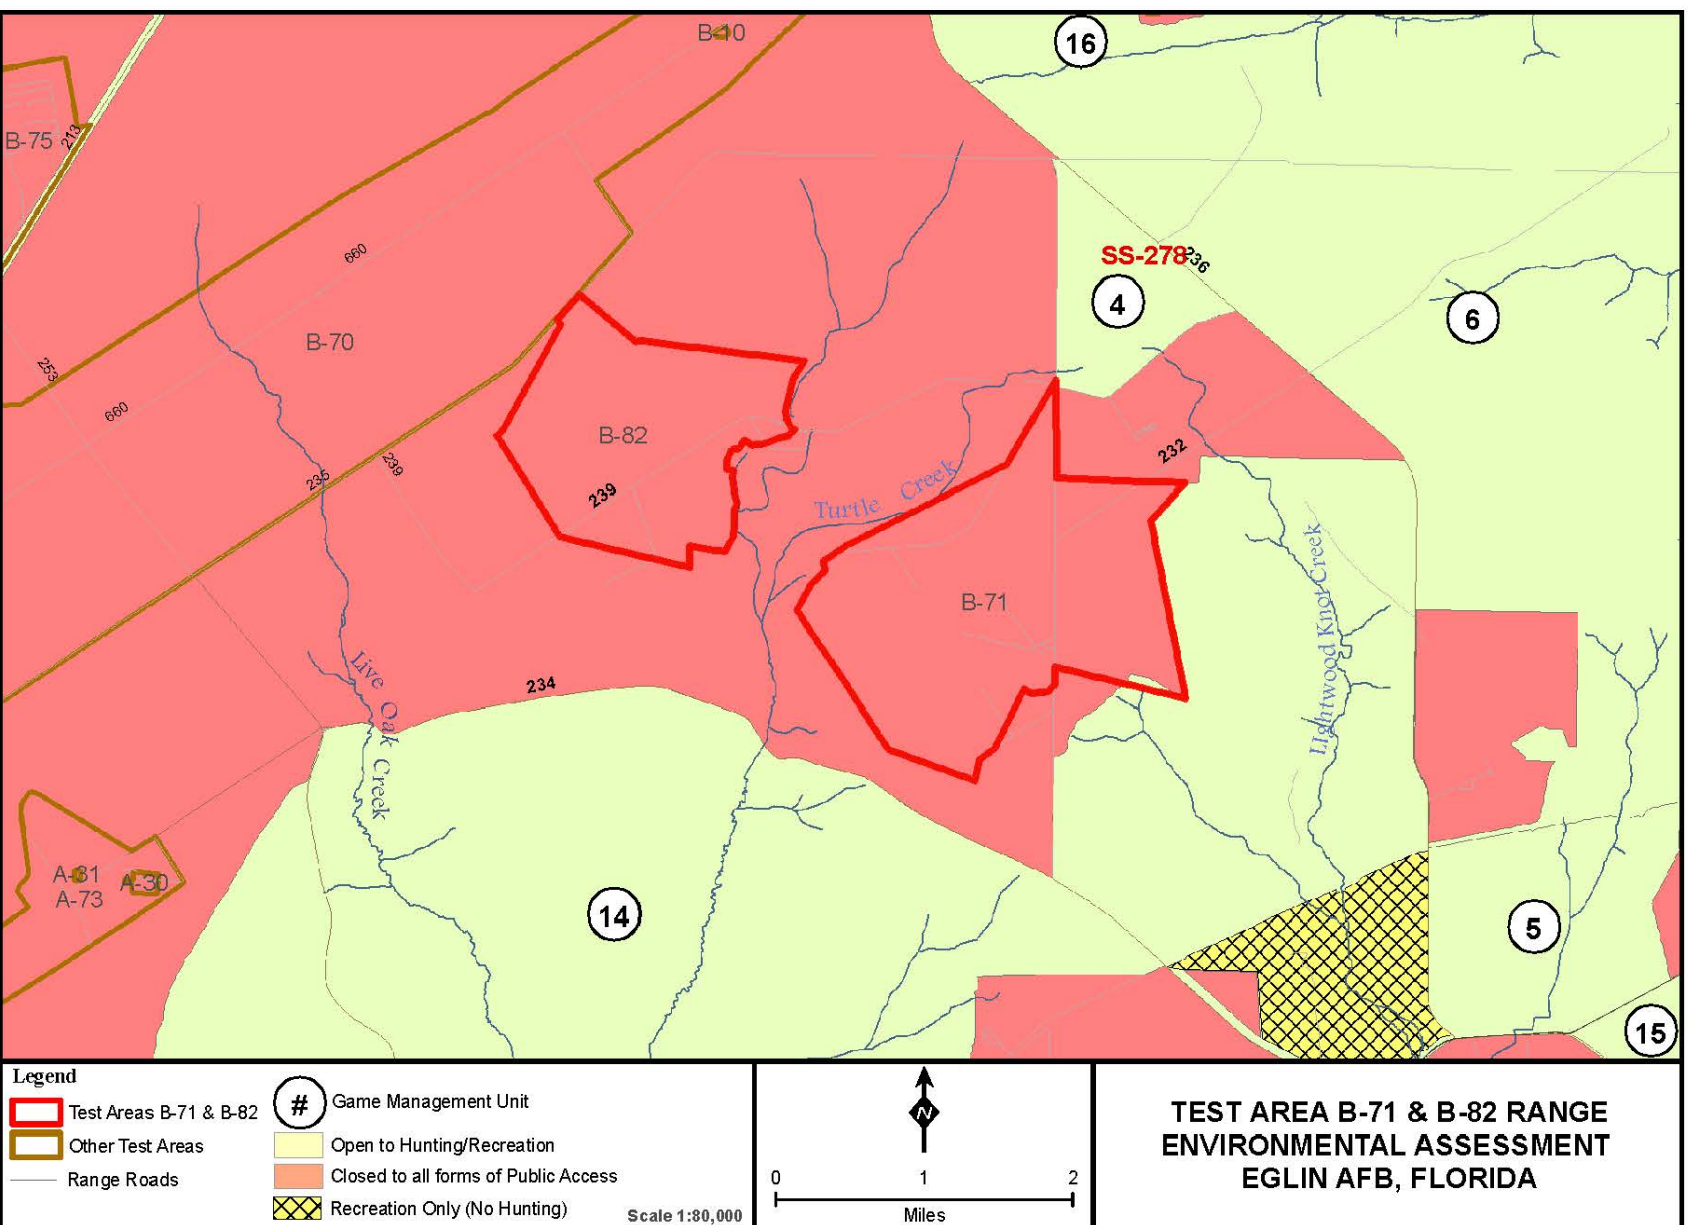 B-10
16
B-75
213
660
SS-278
236
4
6
B-70
253
660
B-82
239
235
239
232
Turtle Creek
B-71
Lightwood Knot Creek
Live Oak Creek
234
A-31
A-30
A-73
14
5
15
Legend
Test Areas B-71 & B-82
Other Test Areas
Range Roads
# Game Management Unit
Open to Hunting/Recreation
Closed to all forms of Public Access
Recreation Only (No Hunting)
Scale 1:80,000
N
0 1 2
Miles
TEST AREA B-71 & B-82 RANGE
ENVIRONMENTAL ASSESSMENT
EGLIN AFB, FLORIDA